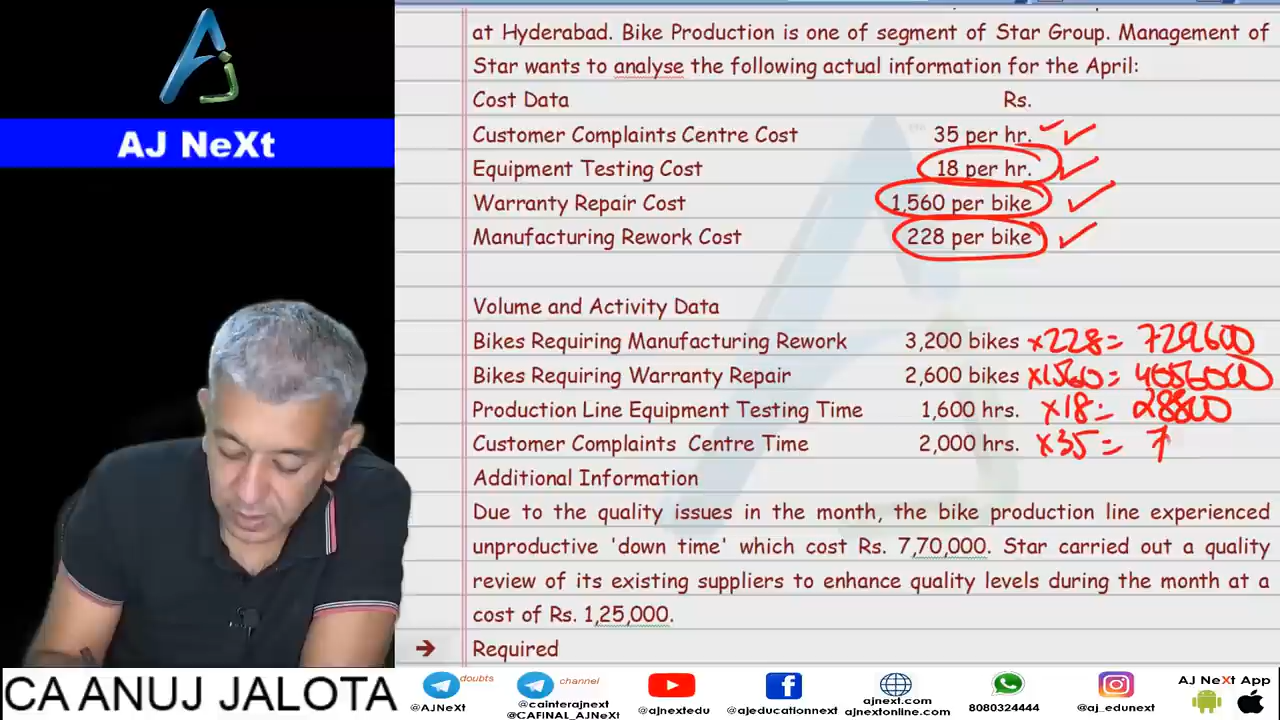 at Hyderabad. Bike Production is one of segment of Star Group. Management of
Star wants to analyse the following actual information for the April:
Cost Data Rs.
Customer Complaints Centre Cost 35 per hr.
Equipment Testing Cost 18 per hr.
Warranty Repair Cost 1,560 per bike
Manufacturing Rework Cost 228 per bike
Volume and Activity Data
Bikes Requiring Manufacturing Rework 3,200 bikes ×228= 729600
Bikes Requiring Warranty Repair 2,600 bikes ×1560= 4056000
Production Line Equipment Testing Time 1,600 hrs. ×18= 28800
Customer Complaints Centre Time 2,000 hrs. ×35= 7
Additional Information
Due to the quality issues in the month, the bike production line experienced
unproductive 'down time' which cost Rs. 7,70,000. Star carried out a quality
review of its existing suppliers to enhance quality levels during the month at a
cost of Rs. 1,25,000.
→ Required
AJ NeXt
CA ANUJ JALOTA
doubts
@AJNeXt
channel
@cainterajnext
@CAFINAL_AJNeXt
@ajnextedu
@ajeducationnext
ajnext.com
ajnextonline.com
8080324444
@aj_edunext
AJ NeXt App